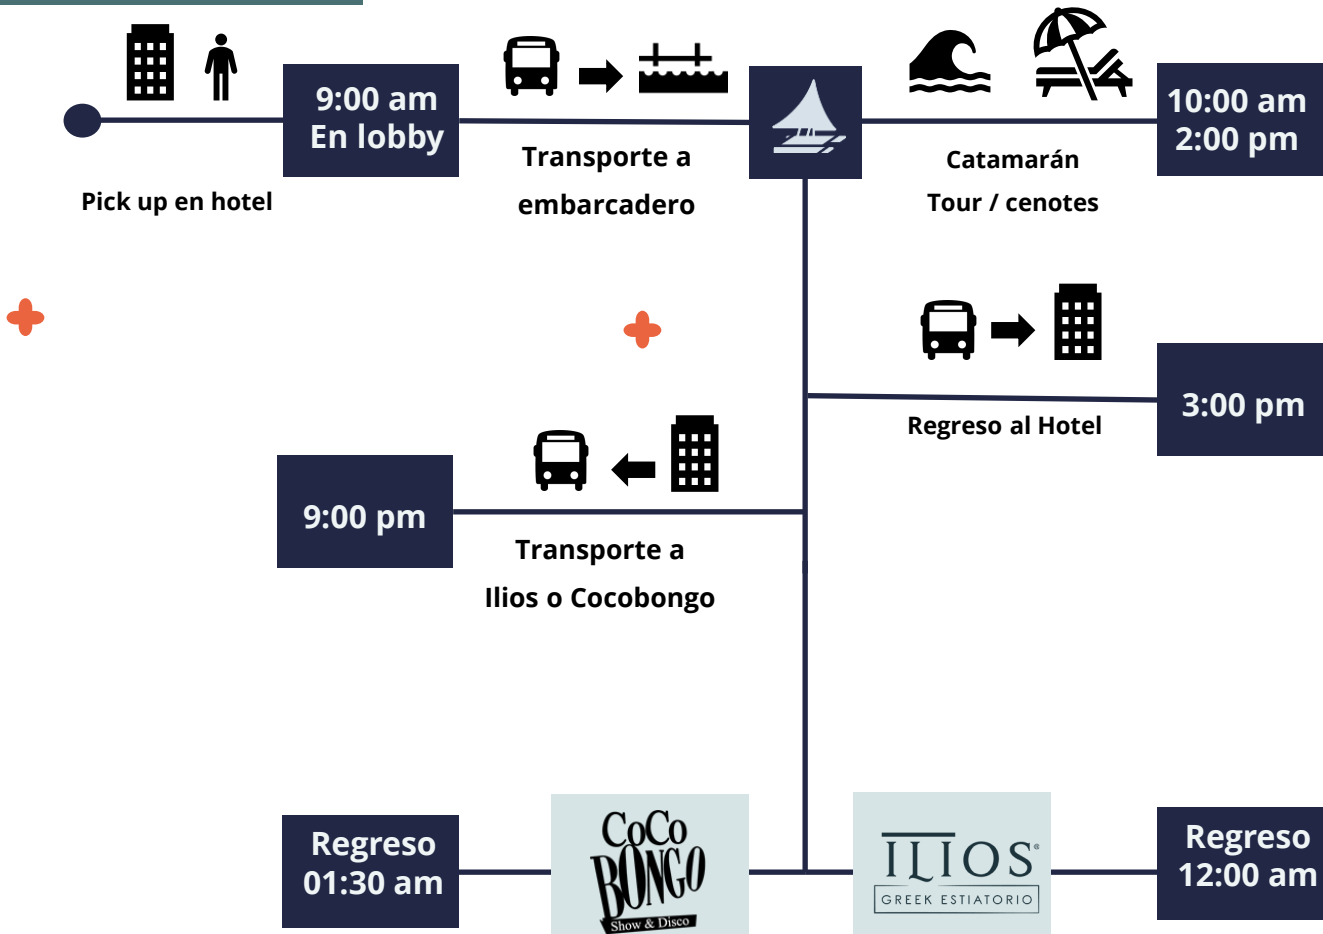 9:00 am
En lobby
Pick up en hotel
Transporte a
embarcadero
Catamarán
Tour / cenotes
10:00 am
2:00 pm
Regreso al Hotel
3:00 pm
9:00 pm
Transporte a
Ilios o Cocobongo
Regreso
01:30 am
CoCo
BONGO
Show & Disco
ILIOS®
GREEK ESTIATORIO
Regreso
12:00 am